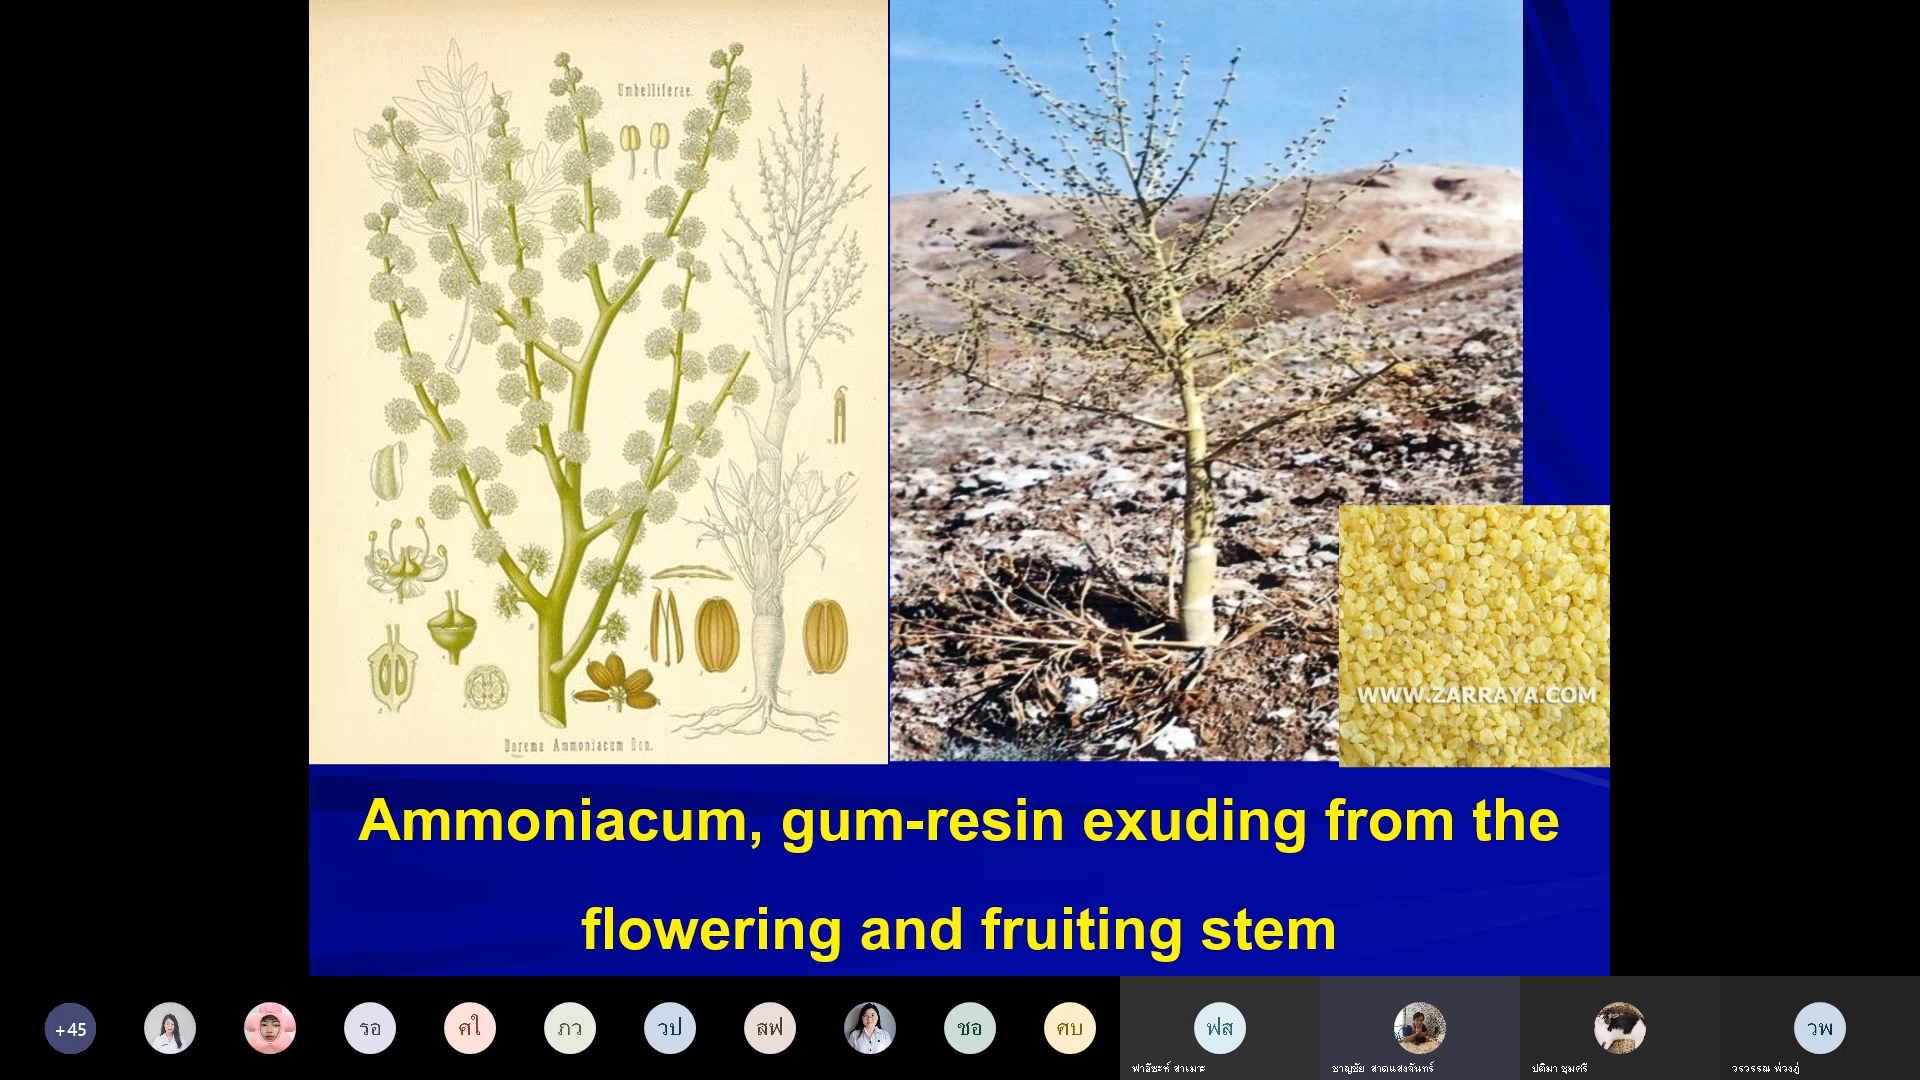 Umbelliferae.
Dorema Ammoniacum Don.
WWW.ZARRAYA.COM
Ammoniacum, gum-resin exuding from the
flowering and fruiting stem
+45
รอ
ศใ
ภว
วป
สฟ
ชอ
ศบ
ฟส
วพ
ฟาอีซะห์ สาเมาะ
ชาญชัย สาดแสงจันทร์
ปติมา ชุมศรี
วรวรรณ พ่วงภู่